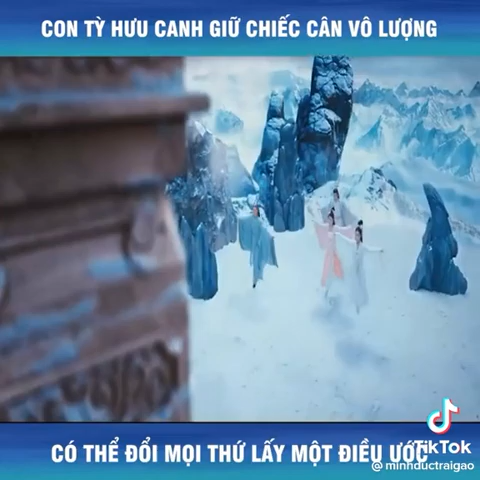 CON TỲ HƯU CANH GIỮ CHIẾC CÂN VÔ LƯỢNG
CÓ THỂ ĐỔI MỌI THỨ LẤY MỘT ĐIỀU ƯỚC
TikTok
@minhductraigao